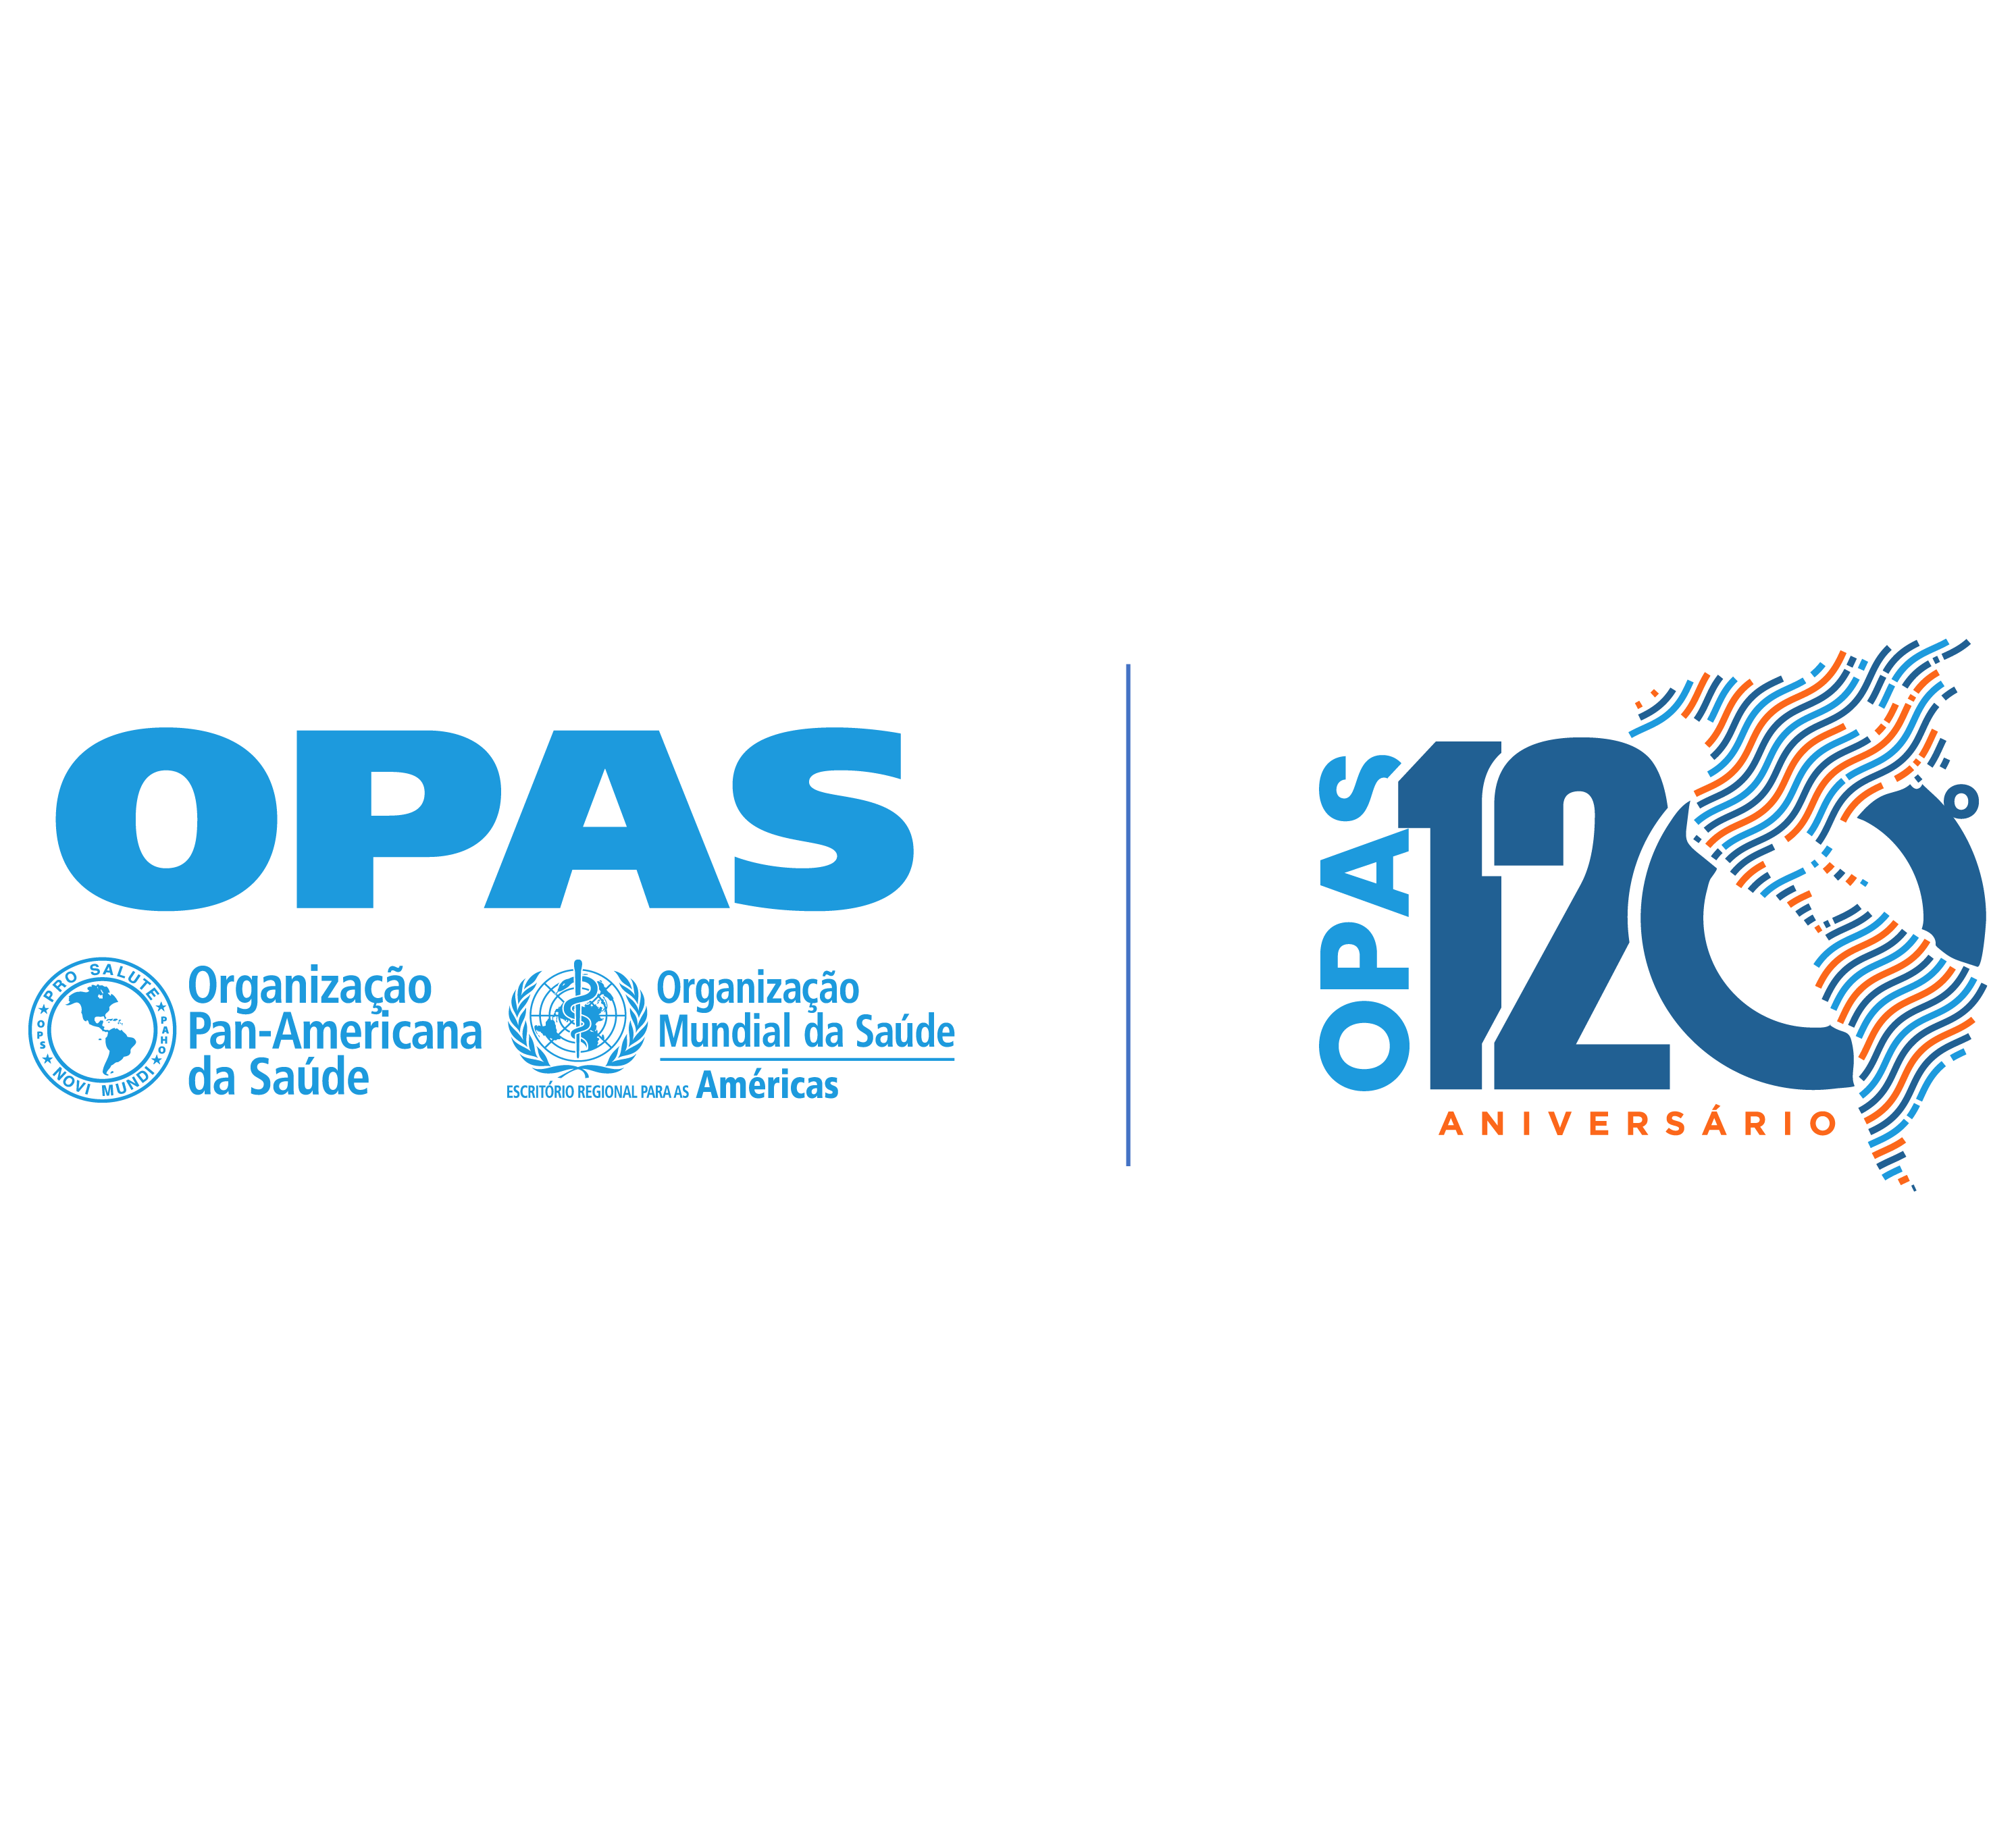 OPAS
PRO SALUTE
NOVI MUNDI
OPS
PAHO
Organização
Pan-Americana
da Saúde
Organização
Mundial da Saúde
ESCRITÓRIO REGIONAL PARA AS Américas
OPAS
120º
ANIVERSÁRIO